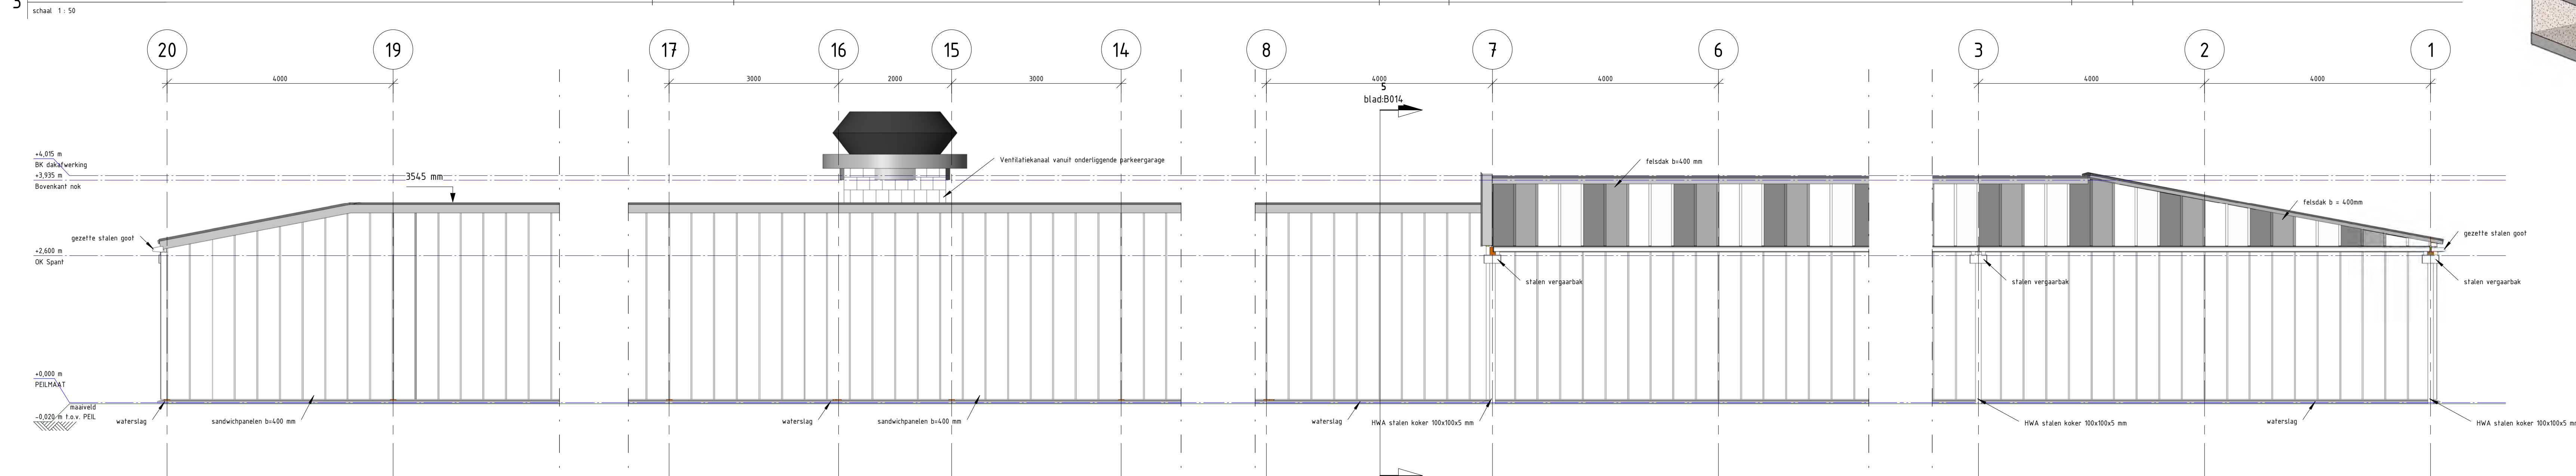 schaal 1 : 50
20
19
17
16
15
14
8
7
6
3
2
1
4000
3000
2000
3000
4000
4000
4000
4000
5
blad:B014
+4,015 m
BK dakafwerking
+3,935 m
Bovenkant nok
3545 mm
Ventilatiekanaal vanuit onderliggende parkeergarage
felsdak b=400 mm
felsdak b = 400mm
gezette stalen goot
gezette stalen goot
+2,600 m
OK Spant
stalen vergaarbak
stalen vergaarbak
stalen vergaarbak
+0,000 m
PEILMAAT
maaiveld
-0,020 m t.o.v. PEIL
waterslag
sandwichpanelen b=400 mm
waterslag
sandwichpanelen b=400 mm
waterslag
HWA stalen koker 100x100x5 mm
HWA stalen koker 100x100x5 mm
waterslag
HWA stalen koker 100x100x5 m